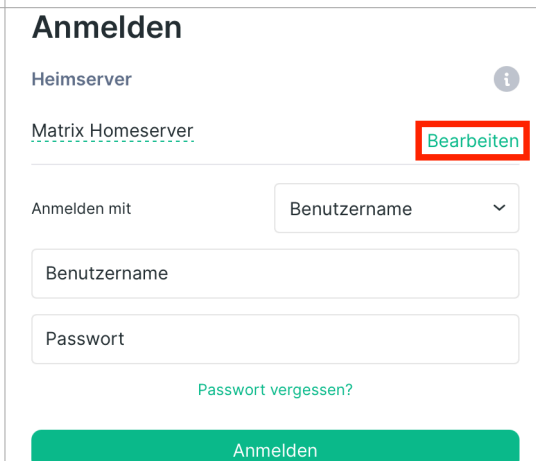 Anmelden
Heimserver
Matrix Homeserver
Bearbeiten
Anmelden mit
Benutzername
Benutzername
Passwort
Passwort vergessen?
Anmelden